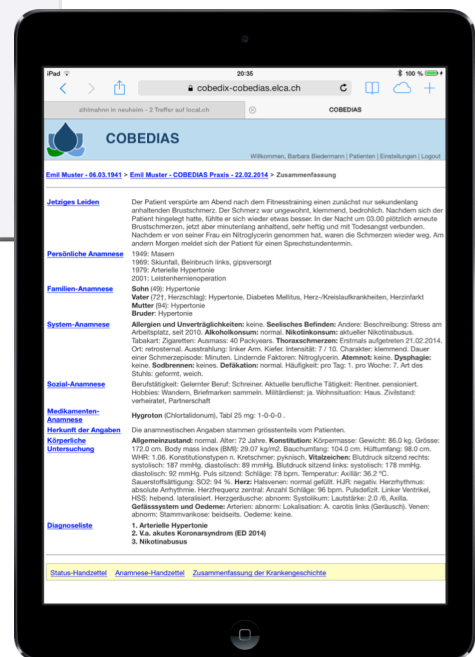 iPad
20:35
100 %
cobedix-cobedias.elca.ch
zihlmahnn in neuheim – 2 Treffer auf local.ch
COBEDIAS
COBEDIAS
Willkommen, Barbara Biedermann | Patienten | Einstellungen | Logout
Emil Muster - 06.03.1941 > Emil Muster - COBEDIAS Praxis - 22.02.2014 > Zusammenfassung
Jetziges Leiden
Der Patient verspürte am Abend nach dem Fitnesstraining einen zunächst nur sekundenlang
anhaltenden Brustschmerz. Der Schmerz war ungewohnt, klemmend, bedrohlich. Nachdem sich der
Patient hingelegt hatte, fühlte er sich wieder etwas besser. In der Nacht um 03.00 plötzlich erneute
Brustschmerzen, jetzt aber minutenlang anhaltend, sehr heftig und mit Todesangst verbunden.
Nachdem er von seiner Frau ein Nitroglycerin genommen hat, waren die Schmerzen wieder weg. Am
andern Morgen meldet sich der Patient für einen Sprechstundentermin.
Persönliche Anamnese
1949: Masern
1969: Skiunfall, Beinbruch links, gipsversorgt
1979: Arterielle Hypertonie
2001: Leistenhernienoperation
Familien-Anamnese
Sohn (49): Hypertonie
Vater (72†, Herzschlag): Hypertonie, Diabetes Mellitus, Herz-/Kreislaufkrankheiten, Herzinfarkt
Mutter (94): Hypertonie
Bruder: Hypertonie
System-Anamnese
Allergien und Unverträglichkeiten: keine. Seelisches Befinden: Andere: Beschreibung: Stress am
Arbeitsplatz, seit 2010. Alkoholkonsum: normal. Nikotinkonsum: aktueller Nikotinabusus.
Tabakart: Zigaretten: Ausmass: 40 Packyears. Thoraxschmerzen: Erstmals aufgetreten 21.02.2014.
Ort: retrosternal. Ausstrahlung: linker Arm. Kiefer. Intensität: 7 / 10. Charakter: klemmend. Dauer
einer Schmerzepisode: Minuten. Lindernde Faktoren: Nitroglycerin. Atemnot: keine. Dysphagie:
keine. Sodbrennen: keines. Defäkation: normal. Häufigkeit: pro Tag: 1. pro Woche: 7. Art des
Stuhls: geformt, weich.
Sozial-Anamnese
Berufstätigkeit: Gelernter Beruf: Schreiner. Aktuelle berufliche Tätigkeit: Rentner. pensioniert.
Hobbies: Wandern, Briefmarken sammeln. Militärdienst: ja. Wohnsituation: Haus. Zivilstand:
verheiratet, Partnerschaft
Medikamenten-
Anamnese
Hygroton (Chlortalidonum), Tabl 25 mg: 1-0-0-0 .
Herkunft der Angaben
Die anamnestischen Angaben stammen grösstenteils vom Patienten.
Körperliche
Untersuchung
Allgemeinzustand: normal. Alter: 72 Jahre. Konstitution: Körpermasse: Gewicht: 86.0 kg. Grösse:
172.0 cm. Body mass index (BMI): 29.07 kg/m2. Bauchumfang: 104.0 cm. Hüftumfang: 98.0 cm.
WHR: 1.06. Konstitutionstypen n. Kretschmer: pyknisch. Vitalzeichen: Blutdruck sitzend rechts:
systolisch: 187 mmHg. diastolisch: 89 mmHg. Blutdruck sitzend links: systolisch: 178 mmHg.
diastolisch: 92 mmHg. Puls sitzend: Schläge: 78 bpm. Temperatur: Axillär: 36.2 °C.
Sauerstoffsättigung: SO2: 94 %. Herz: Halsvenen: normal gefüllt. HJR: negativ. Herzrhythmus:
absolute Arrhythmie. Herzfrequenz zentral: Anzahl Schläge: 96 bpm. Pulsdefizit. Linker Ventrikel,
HSS: hebend. lateralisiert. Herzgeräusche: abnorm: Systolikum: Lautstärke: 2.0 /6, Axilla.
Gefässsystem und Oedeme: Arterien: abnorm: Lokalisation: A. carotis links (Geräusch), Venen:
abnorm: Stammvarikose: beidseits. Oedeme: keine.
Diagnoseliste
1. Arterielle Hypertonie
2. V.a. akutes Koronarsyndrom (ED 2014)
3. Nikotinabusus
Status-Handzettel Anamnese-Handzettel Zusammenfassung der Krankengeschichte